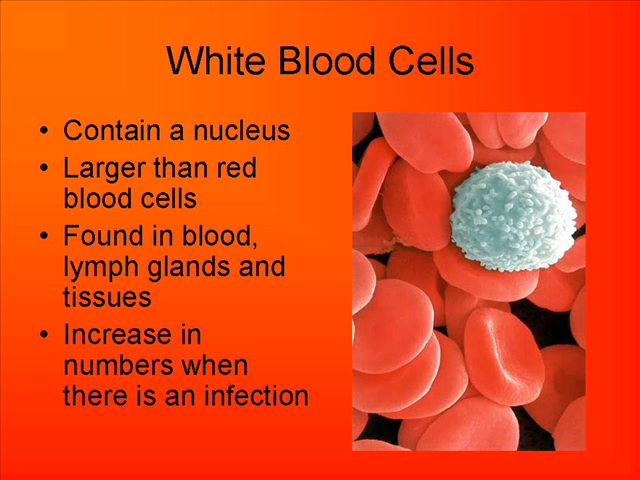 White Blood Cells
• Contain a nucleus
• Larger than red
blood cells
• Found in blood,
lymph glands and
tissues
• Increase in
numbers when
there is an infection